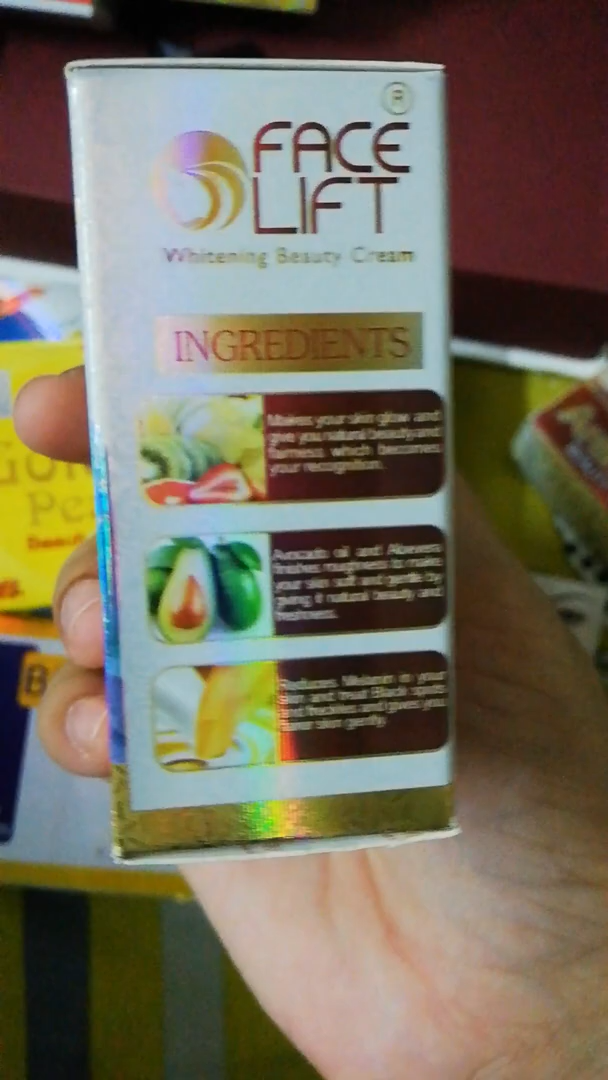 ®
FACE
LIFT
Whitening Beauty Cream
INGREDIENTS
Makes your skin glow and
give you natural beauty and
fairness which becomes
your recognition.
Avocado oil and Aloevera
finishes roughness to make
your skin soft and gentle by
giving it natural beauty and
freshness.
Reduces Melanin in your
skin and treat Black spots
and freckles and gives you
skin gently.
Pe
B